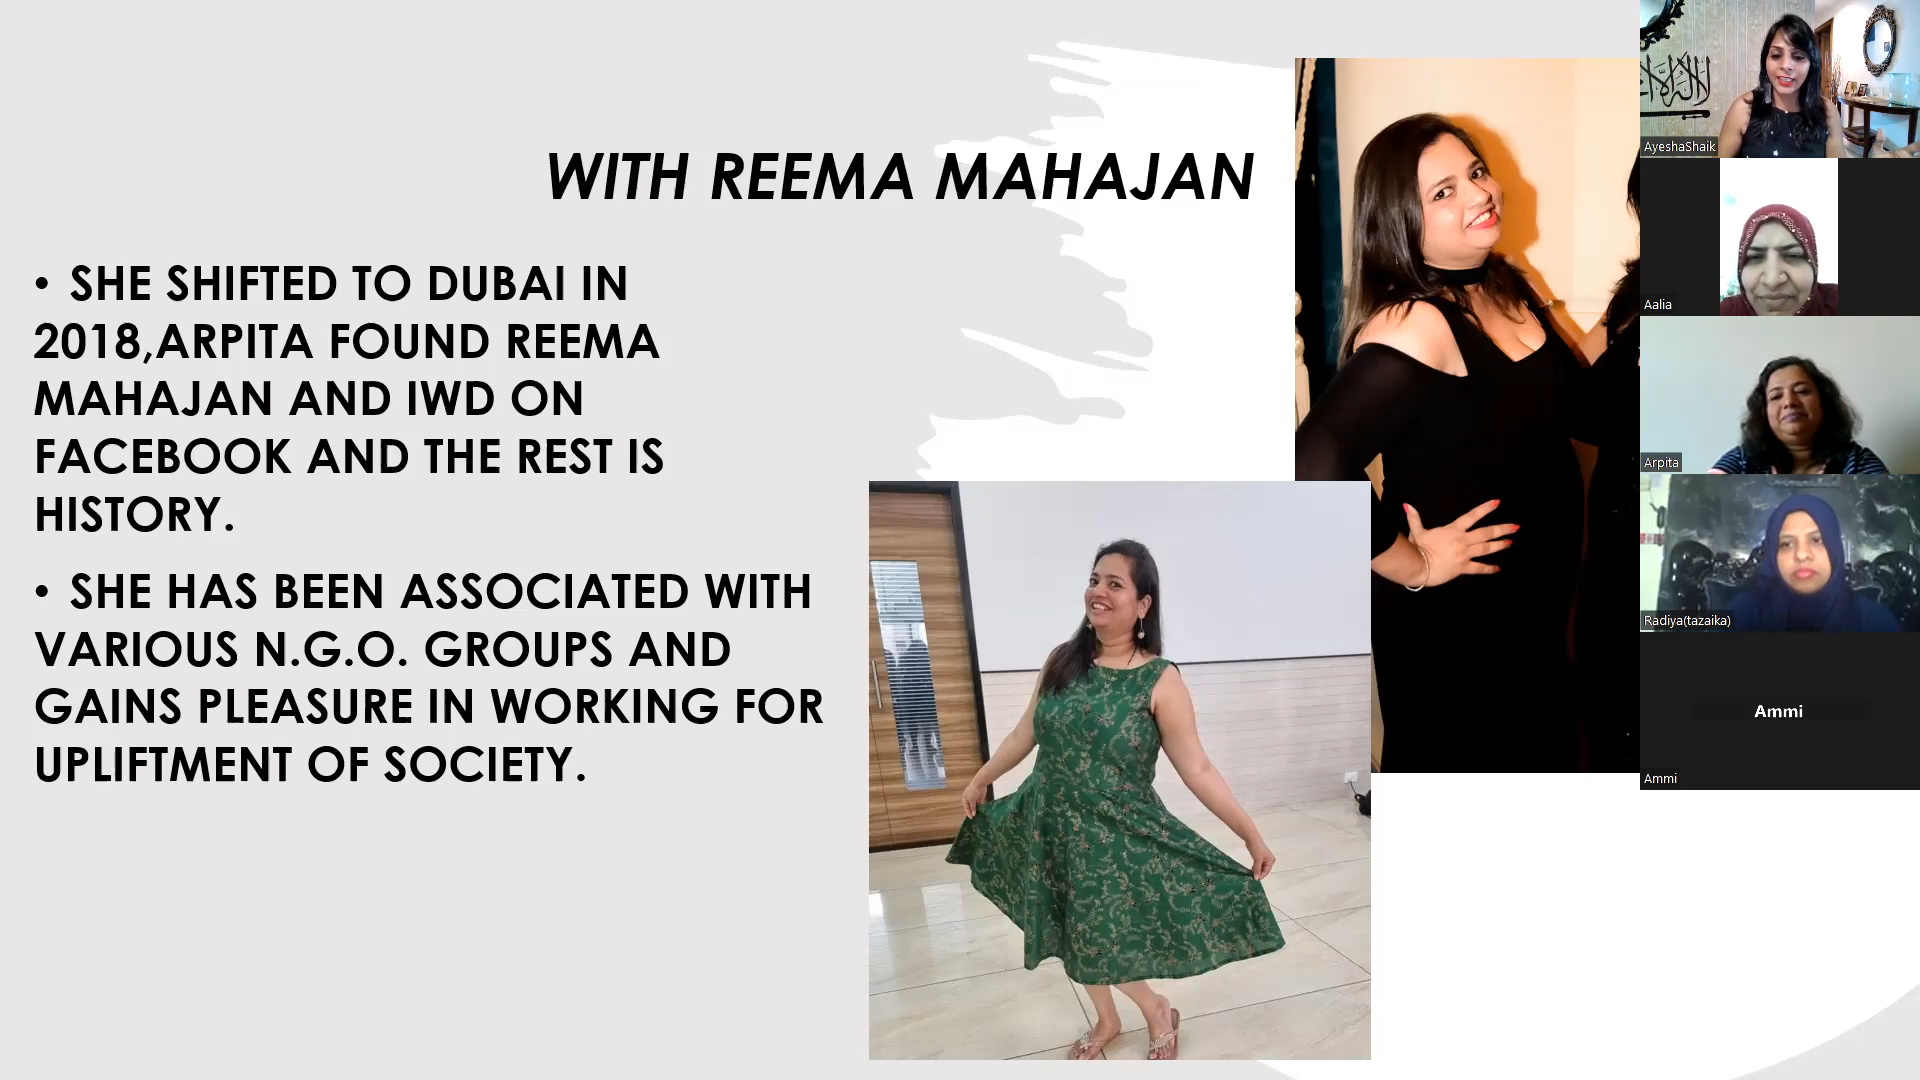 WITH REEMA MAHAJAN
• SHE SHIFTED TO DUBAI IN
2018,ARPITA FOUND REEMA
MAHAJAN AND IWD ON
FACEBOOK AND THE REST IS
HISTORY.
• SHE HAS BEEN ASSOCIATED WITH
VARIOUS N.G.O. GROUPS AND
GAINS PLEASURE IN WORKING FOR
UPLIFTMENT OF SOCIETY.
AyeshaShaik
Aalia
Arpita
Radiya(tazaika)
Ammi
Ammi